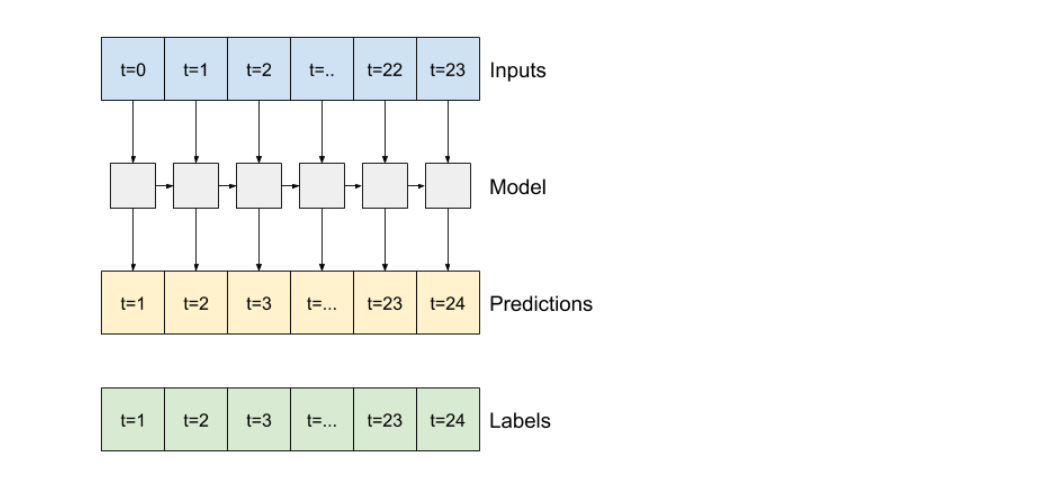 t=0 t=1 t=2 t=.. t=22 t=23 Inputs
Model
t=1 t=2 t=3 t=... t=23 t=24 Predictions
t=1 t=2 t=3 t=... t=23 t=24 Labels